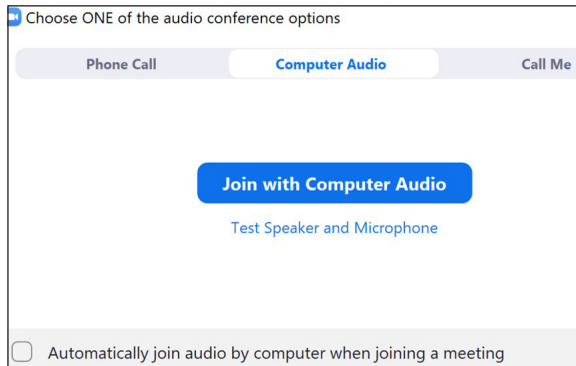 Choose ONE of the audio conference options
Phone Call Computer Audio Call Me
Join with Computer Audio
Test Speaker and Microphone
Automatically join audio by computer when joining a meeting